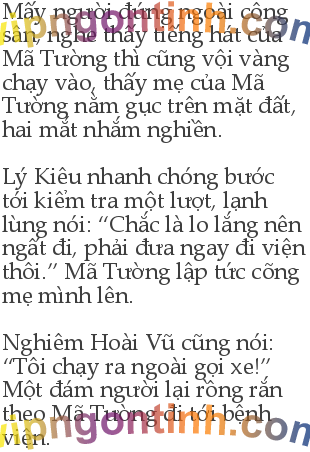 Mấy người đứng ngoài cổng
sân nghe thấy tiếng hát của
Mã Tường thì cũng vội vàng
chạy vào, thấy mẹ của Mã
Tường nằm gục trên mặt đất,
hai mắt nhắm nghiền.
Lý Kiêu nhanh chóng bước
tới kiểm tra một lượt, lạnh
lùng nói: “Chắc là lo lắng nên
ngất đi, phải đưa ngay đi viện
thôi.” Mã Tường lập tức cõng
mẹ mình lên.
Nghiêm Hoài Vũ cũng nói:
“Tôi chạy ra ngoài gọi xe!”
Một đám người lại rồng rắn
theo Mã Tường đi tới bệnh
viện.
vipngontinh.com
vipngontinh.com